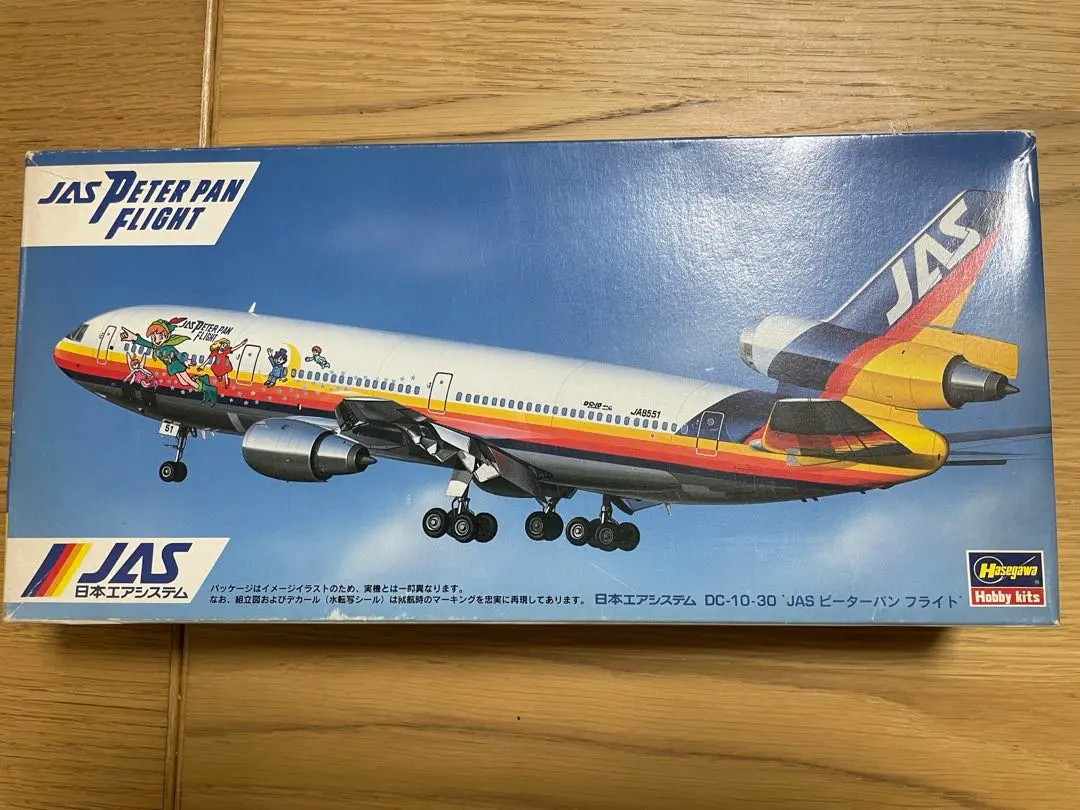 JAS PETER PAN
FLIGHT
JAS PETER PAN
FLIGHT
JAS
DC-10-30
JA8551
51
JAS
日本エアシステム
パッケージはイメージイラストのため、実機とは一部異なります。
なお、組立図およびデカール（水転写シール）は就航時のマーキングを忠実に再現してあります。
日本エアシステム DC-10-30 'JAS ピーターパン フライト'
Hasegawa
Hobby kits